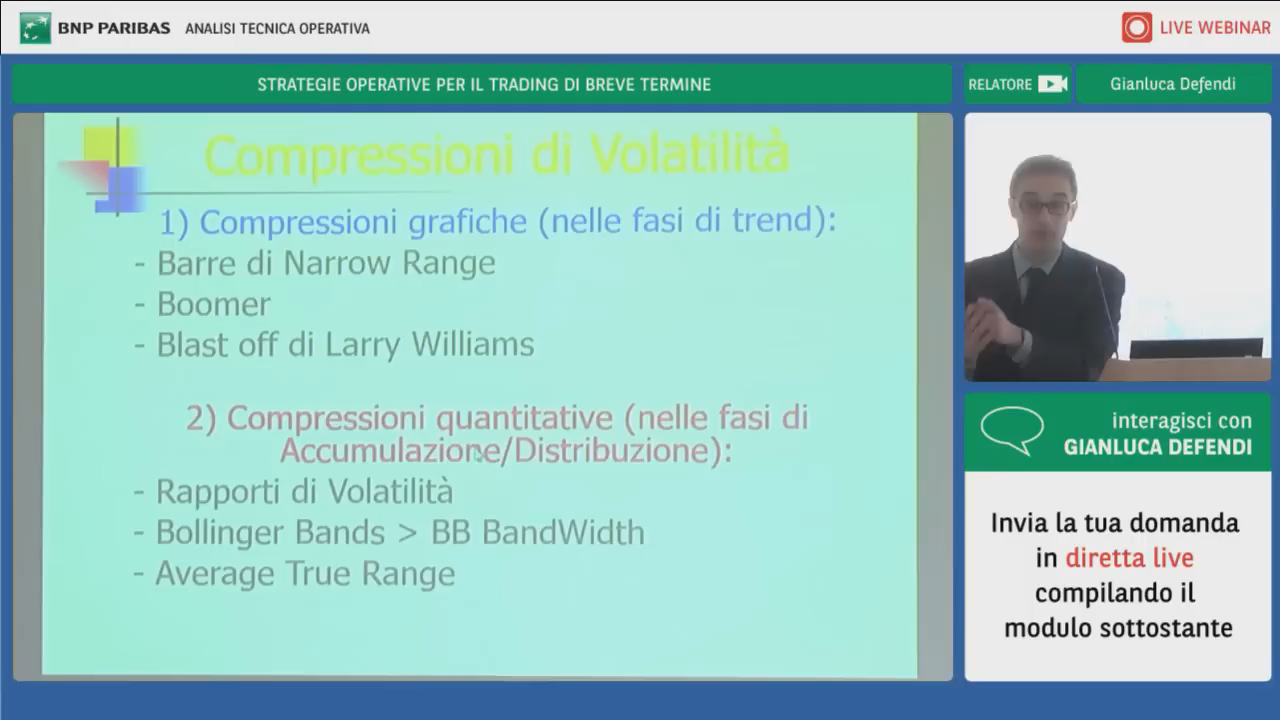 BNP PARIBAS ANALISI TECNICA OPERATIVA
LIVE WEBINAR
STRATEGIE OPERATIVE PER IL TRADING DI BREVE TERMINE
RELATORE
Gianluca Defendi
Compressioni di Volatilità
1) Compressioni grafiche (nelle fasi di trend):
- Barre di Narrow Range
- Boomer
- Blast off di Larry Williams
2) Compressioni quantitative (nelle fasi di
Accumulazione/Distribuzione):
- Rapporti di Volatilità
- Bollinger Bands > BB BandWidth
- Average True Range
interagisci con
GIANLUCA DEFENDI
Invia la tua domanda
in diretta live
compilando il
modulo sottostante